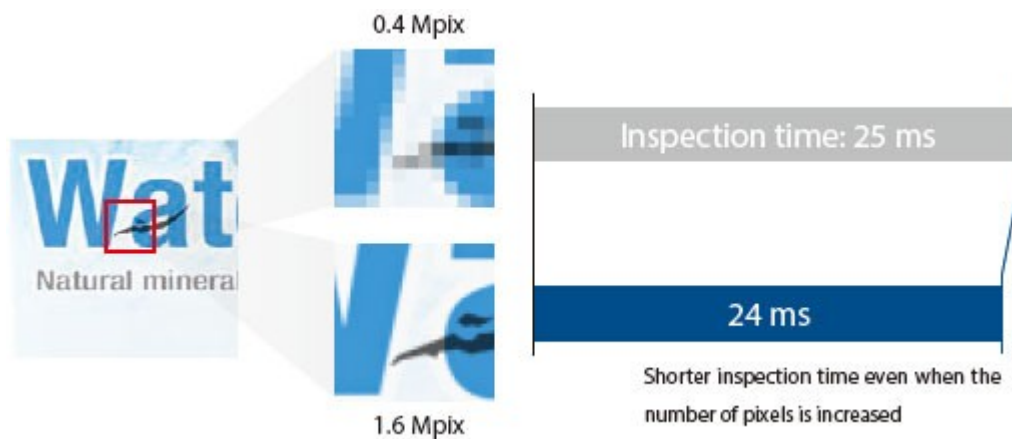 0.4 Mpix
Inspection time: 25 ms
Wat
Natural mineral
24 ms
Shorter inspection time even when the
number of pixels is increased
1.6 Mpix